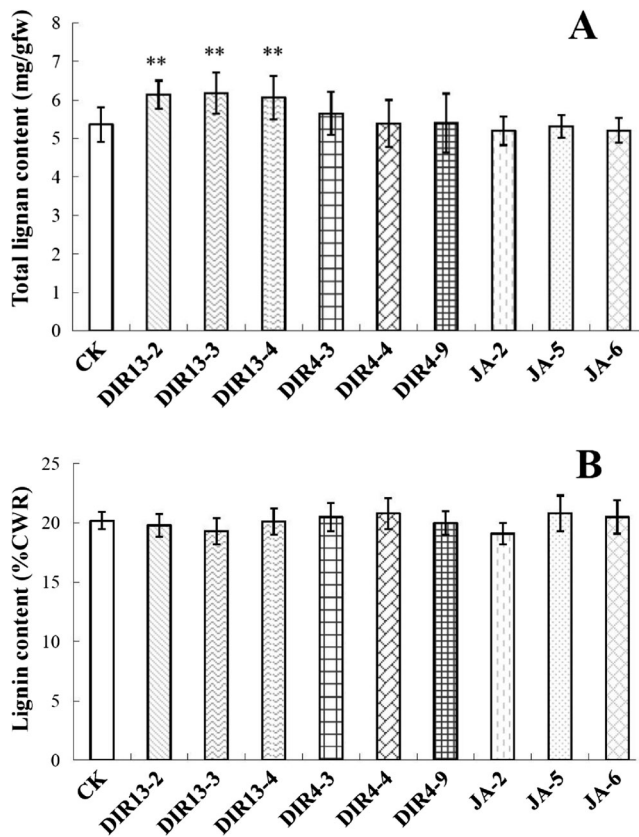 A
Total lignan content (mg/gfw)
8
7
6
5
4
3
2
1
0
** ** **
CK DIR13-2 DIR13-3 DIR13-4 DIR4-3 DIR4-4 DIR4-9 JA-2 JA-5 JA-6
B
Lignin content (%CWR)
25
20
15
10
5
0
CK DIR13-2 DIR13-3 DIR13-4 DIR4-3 DIR4-4 DIR4-9 JA-2 JA-5 JA-6